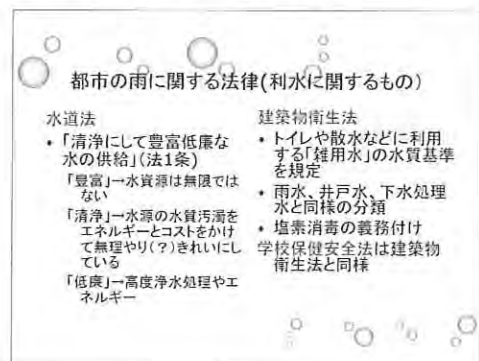 都市の雨に関する法律(利水に関するもの)
水道法
• 「清浄にして豊富低廉な
水の供給」(法1条)
「豊富」→水資源は無限では
ない
「清浄」→水源の水質汚濁を
エネルギーとコストをかけ
て無理やり(?)きれいにし
ている
「低廉」→高度浄水処理やエ
ネルギー
建築物衛生法
• トイレや散水などに利用
する「雑用水」の水質基準
を規定
• 雨水、井戸水、下水処理
水と同様の分類
• 塩素消毒の義務付け
学校保健安全法は建築物
衛生法と同様